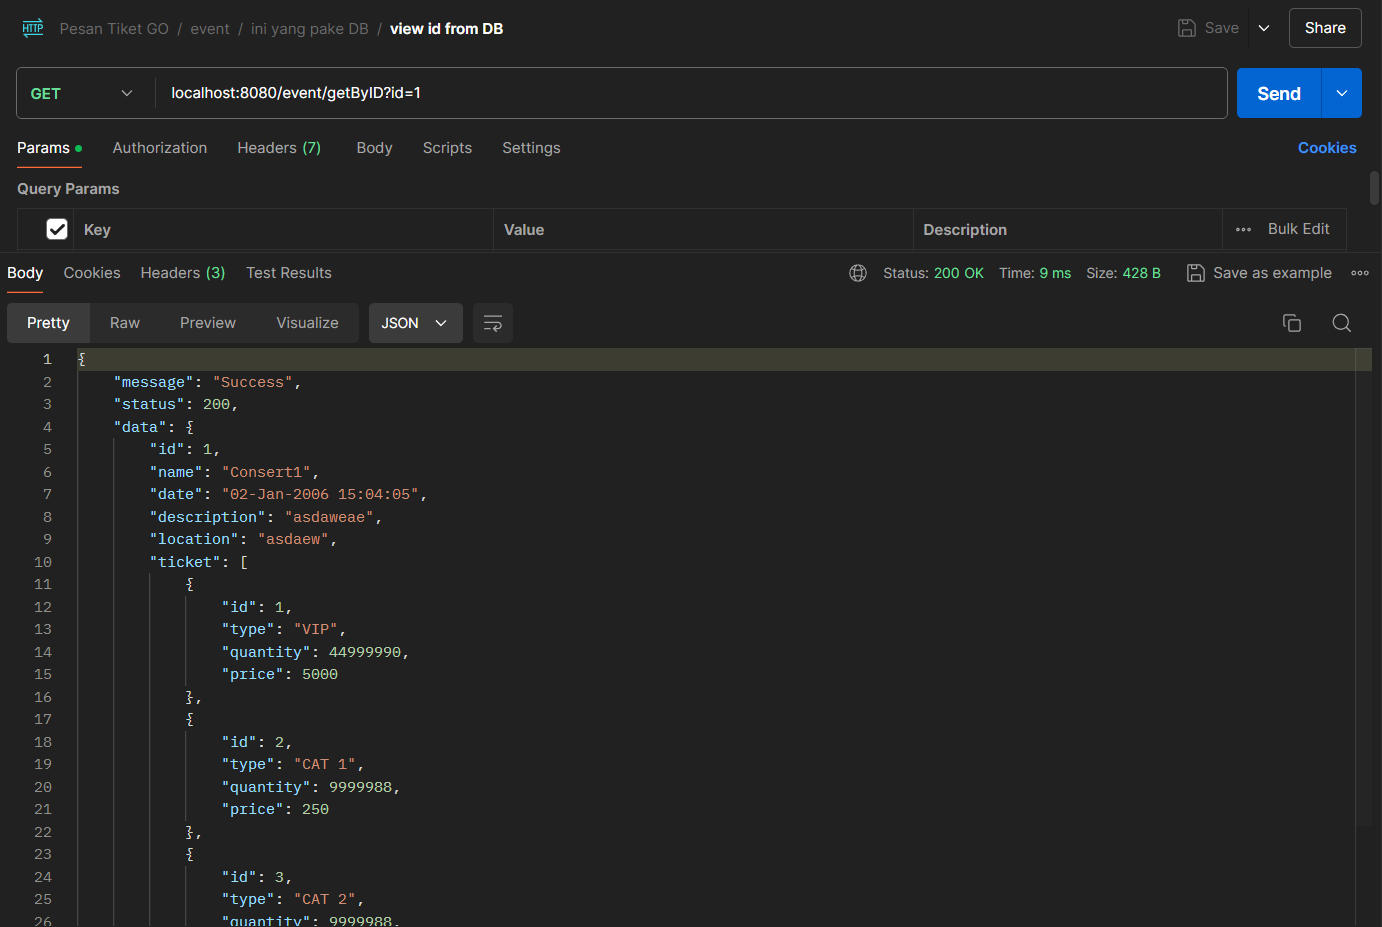 HTTP Pesan Tiket GO / event / ini yang pake DB / view id from DB Save Share
GET localhost:8080/event/getByID?id=1 Send
Params Authorization Headers (7) Body Scripts Settings Cookies
Query Params
Key Value Description Bulk Edit
Body Cookies Headers (3) Test Results Status: 200 OK Time: 9 ms Size: 428 B Save as example
Pretty Raw Preview Visualize JSON
1 {
2 "message": "Success",
3 "status": 200,
4 "data": {
5 "id": 1,
6 "name": "Consert1",
7 "date": "02-Jan-2006 15:04:05",
8 "description": "asdaweae",
9 "location": "asdaew",
10 "ticket": [
11 {
12 "id": 1,
13 "type": "VIP",
14 "quantity": 44999990,
15 "price": 5000
16 },
17 {
18 "id": 2,
19 "type": "CAT 1",
20 "quantity": 9999988,
21 "price": 250
22 },
23 {
24 "id": 3,
25 "type": "CAT 2",
26 "quantity": 9999988,